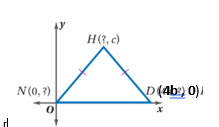 y
H(?, c)
N(0, ?)
D (4b, 0)
O
x